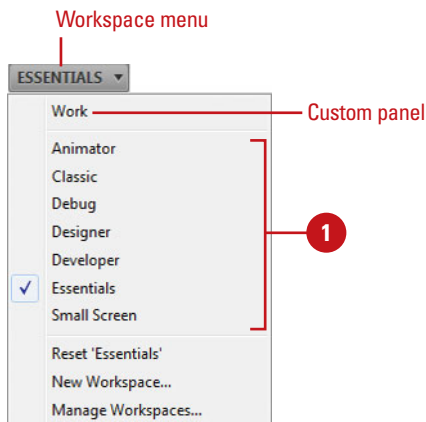 Workspace menu
ESSENTIALS
Work
Custom panel
Animator
Classic
Debug
Designer
1
Developer
Essentials
Small Screen
Reset 'Essentials'
New Workspace...
Manage Workspaces...